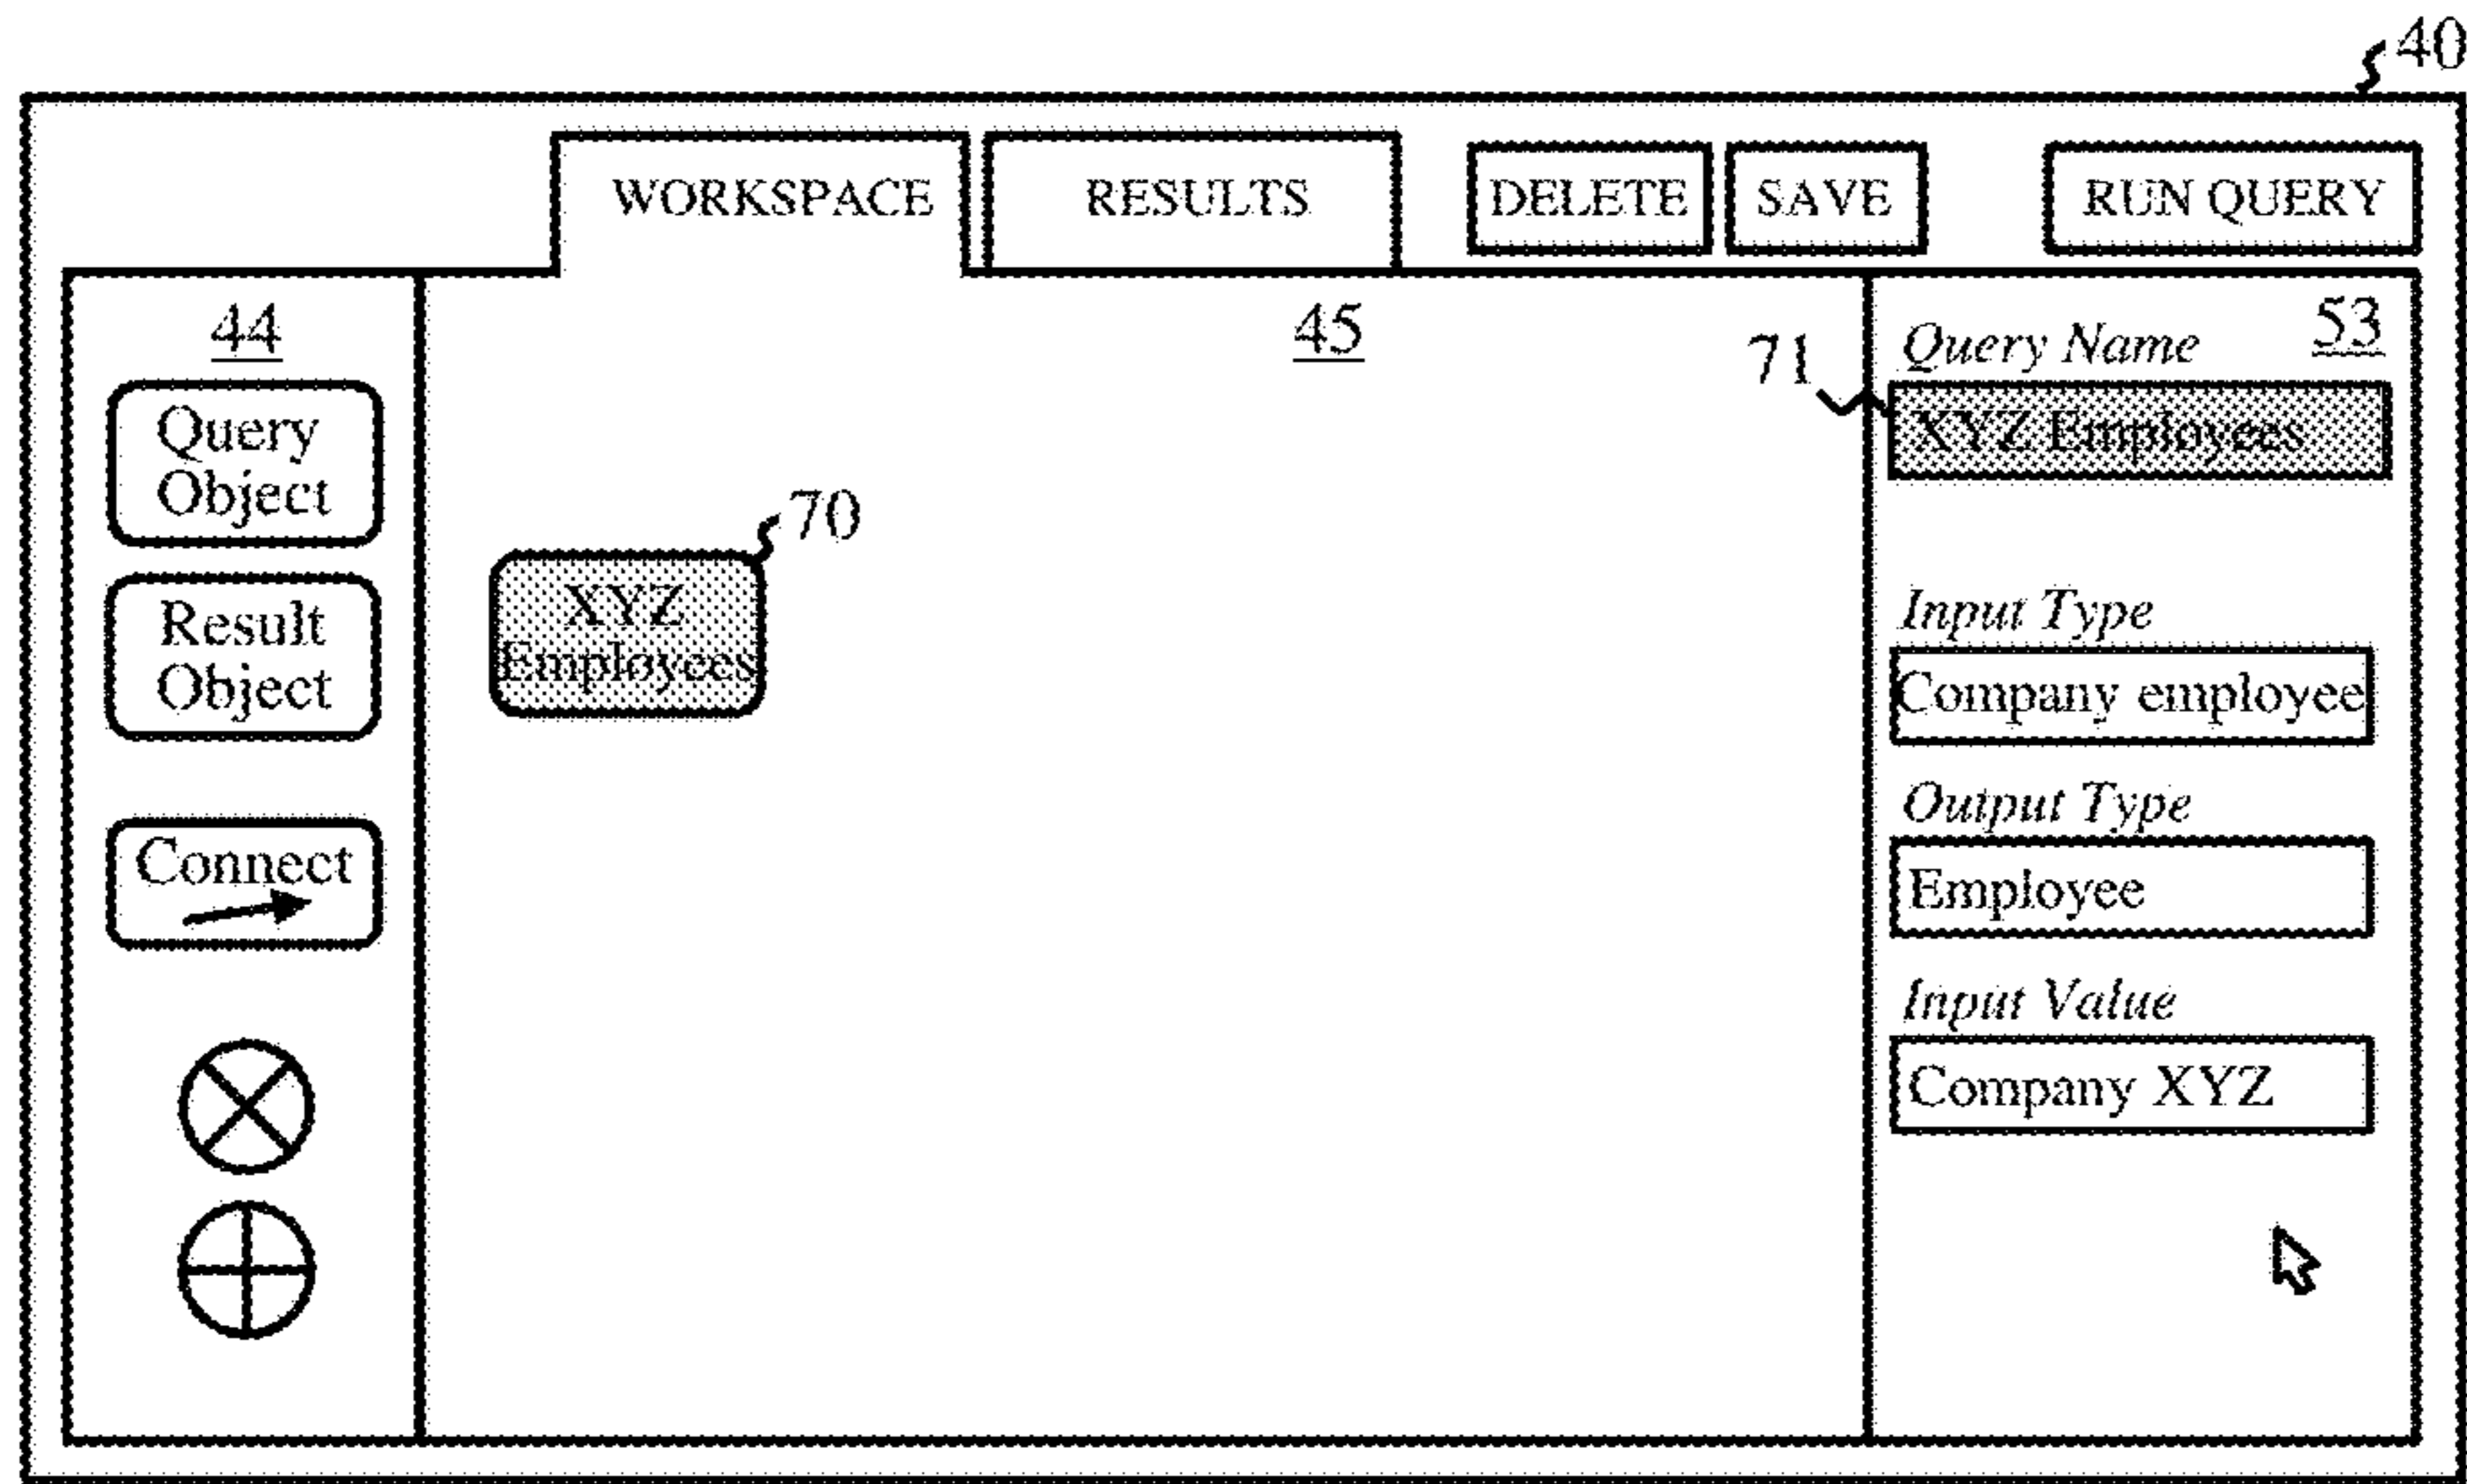 40
WORKSPACE
RESULTS
DELETE
SAVE
RUN QUERY
44
Query
Object
Result
Object
Connect
45
70
XYZ
Employees
53
Query Name
71
XYZ Employees
Input Type
Company employee
Output Type
Employee
Input Value
Company XYZ